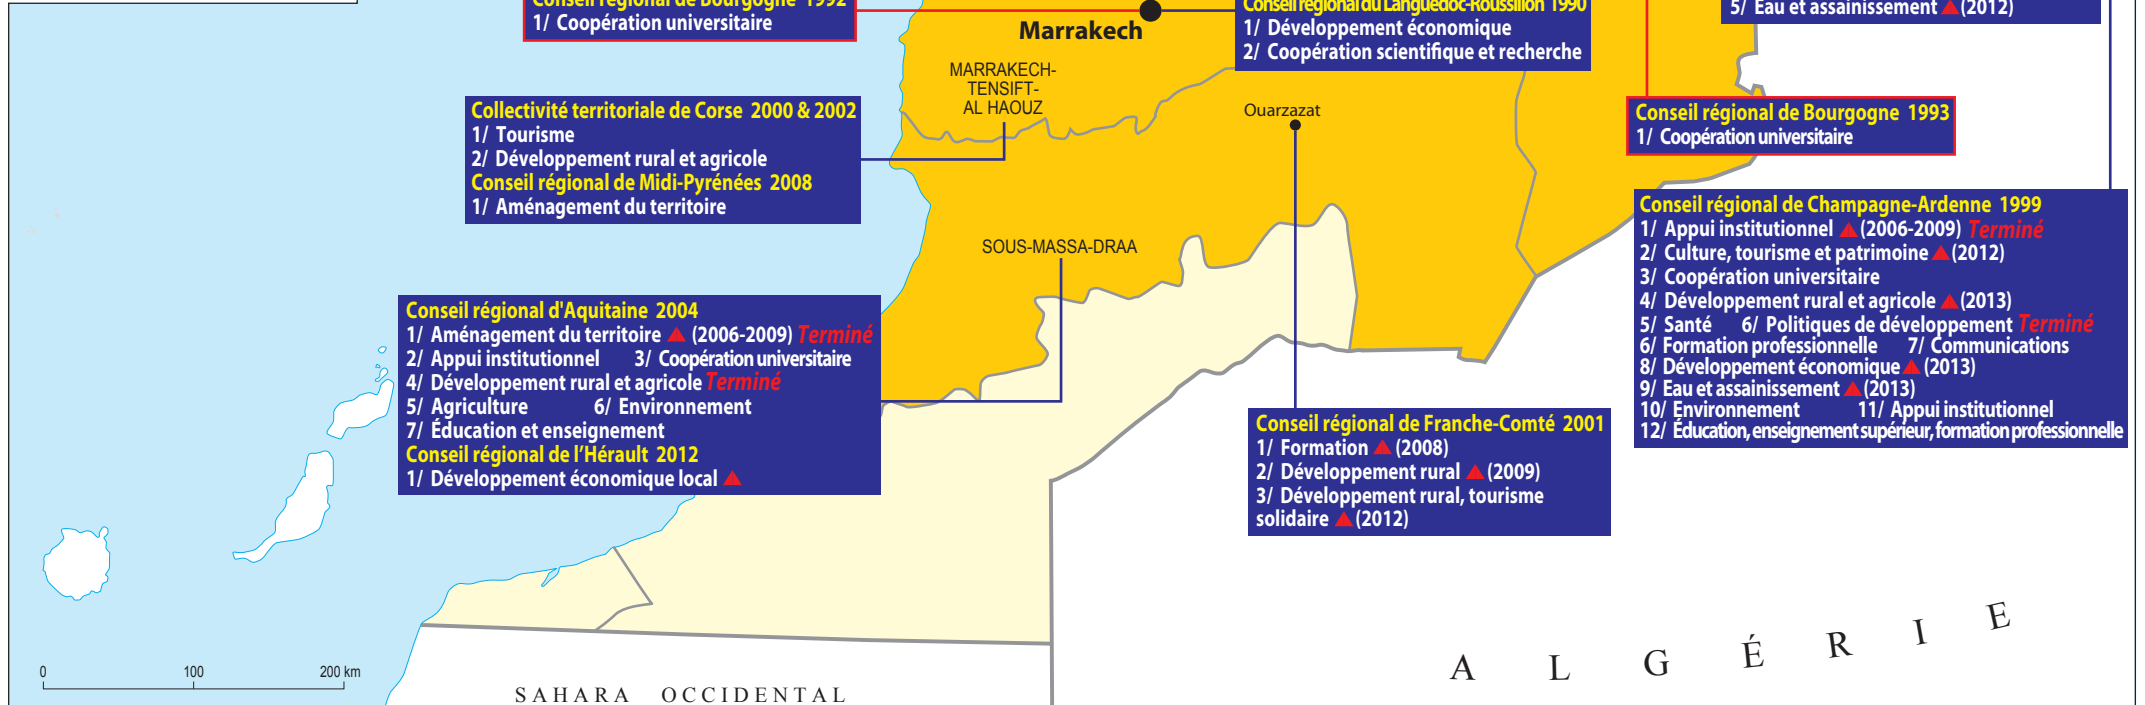 Conseil régional de Bourgogne 1992
1/ Coopération universitaire
Marrakech
Conseil régional du Languedoc-Roussillon 1990
1/ Développement économique
2/ Coopération scientifique et recherche
5/ Eau et assainissement ▲(2012)
MARRAKECH-
TENSIFT-
AL HAOUZ
Ouarzazat
Collectivité territoriale de Corse 2000 & 2002
1/ Tourisme
2/ Développement rural et agricole
Conseil régional de Midi-Pyrénées 2008
1/ Aménagement du territoire
Conseil régional de Bourgogne 1993
1/ Coopération universitaire
SOUS-MASSA-DRAA
Conseil régional de Champagne-Ardenne 1999
1/ Appui institutionnel ▲(2006-2009) Terminé
2/ Culture, tourisme et patrimoine ▲(2012)
3/ Coopération universitaire
4/ Développement rural et agricole ▲(2013)
5/ Santé 6/ Politiques de développement Terminé
6/ Formation professionnelle 7/ Communications
8/ Développement économique ▲(2013)
9/ Eau et assainissement ▲(2013)
10/ Environnement 11/ Appui institutionnel
12/ Éducation, enseignement supérieur, formation professionnelle
Conseil régional d'Aquitaine 2004
1/ Aménagement du territoire ▲ (2006-2009) Terminé
2/ Appui institutionnel 3/ Coopération universitaire
4/ Développement rural et agricole Terminé
5/ Agriculture 6/ Environnement
7/ Éducation et enseignement
Conseil régional de l’Hérault 2012
1/ Développement économique local ▲
Conseil régional de Franche-Comté 2001
1/ Formation ▲(2008)
2/ Développement rural ▲(2009)
3/ Développement rural, tourisme
solidaire ▲(2012)
ALGÉRIE
0 100 200 km
SAHARA OCCIDENTAL